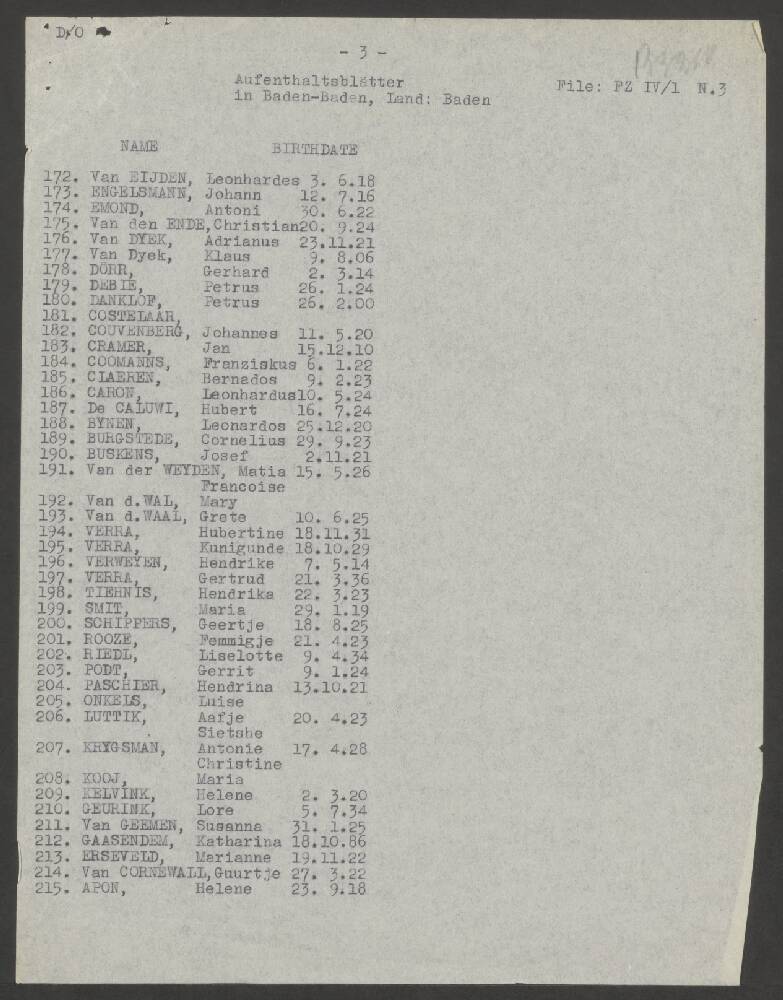 D/O
- 3 -
Aufenthaltsblätter
in Baden-Baden, Land: Baden
File: PZ IV/1 N.3
NAME BIRTHDATE
172. Van EIJDEN, Leonhardes 3. 6.18
173. ENGELSMANN, Johann 12. 7.16
174. EMOND, Antoni 30. 6.22
175. Van den ENDE, Christian20. 9.24
176. Van DYEK, Adrianus 23.11.21
177. Van Dyek, Klaus 9. 8.06
178. DÖRR, Gerhard 2. 3.14
179. DEBIE, Petrus 26. 1.24
180. DANKLOF, Petrus 26. 2.00
181. COSTELAAR,
182. COUVENBERG, Johannes 11. 5.20
183. CRAMER, Jan 15.12.10
184. COOMANNS, Franziskus 6. 1.22
185. CLAEREN, Bernados 9. 2.23
186. CARON, Leonhardus10. 5.24
187. De CALUWI, Hubert 16. 7.24
188. BYNEN, Leonardos 25.12.20
189. BURGSTEDE, Cornelius 29. 9.23
190. BUSKENS, Josef 2.11.21
191. Van der WEYDEN, Matia 15. 5.26
Francoise
192. Van d.WAL, Mary
193. Van d.WAAL, Grete 10. 6.25
194. VERRA, Hubertine 18.11.31
195. VERRA, Kunigunde 18.10.29
196. VERWEYEN, Hendrike 7. 5.14
197. VERRA, Gertrud 21. 3.36
198. TIEHNIS, Hendrika 22. 3.23
199. SMIT, Maria 29. 1.19
200. SCHIPPERS, Geertje 18. 8.25
201. ROOZE, Femmigje 21. 4.23
202. RIEDL, Liselotte 9. 4.34
203. PODT, Gerrit 9. 1.24
204. PASCHIER, Hendrina 13.10.21
205. ONKELS, Luise
206. LUTTIK, Aafje 20. 4.23
Sietshe
207. KRYGSMAN, Antonie 17. 4.28
Christine
208. KOOJ, Maria
209. KELVINK, Helene 2. 3.20
210. GEURINK, Lore 5. 7.34
211. Van GEEMEN, Susanna 31. 1.25
212. GAASENDEM, Katharina 18.10.86
213. ERSEVELD, Marianne 19.11.22
214. Van CORNEWALL, Guurtje 27. 3.22
215. APON, Helene 23. 9.18